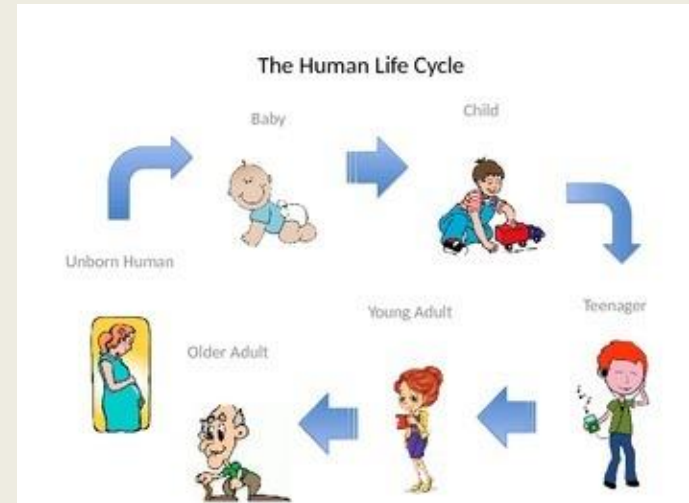 The Human Life Cycle
Baby
Child
Unborn Human
Teenager
Young Adult
Older Adult